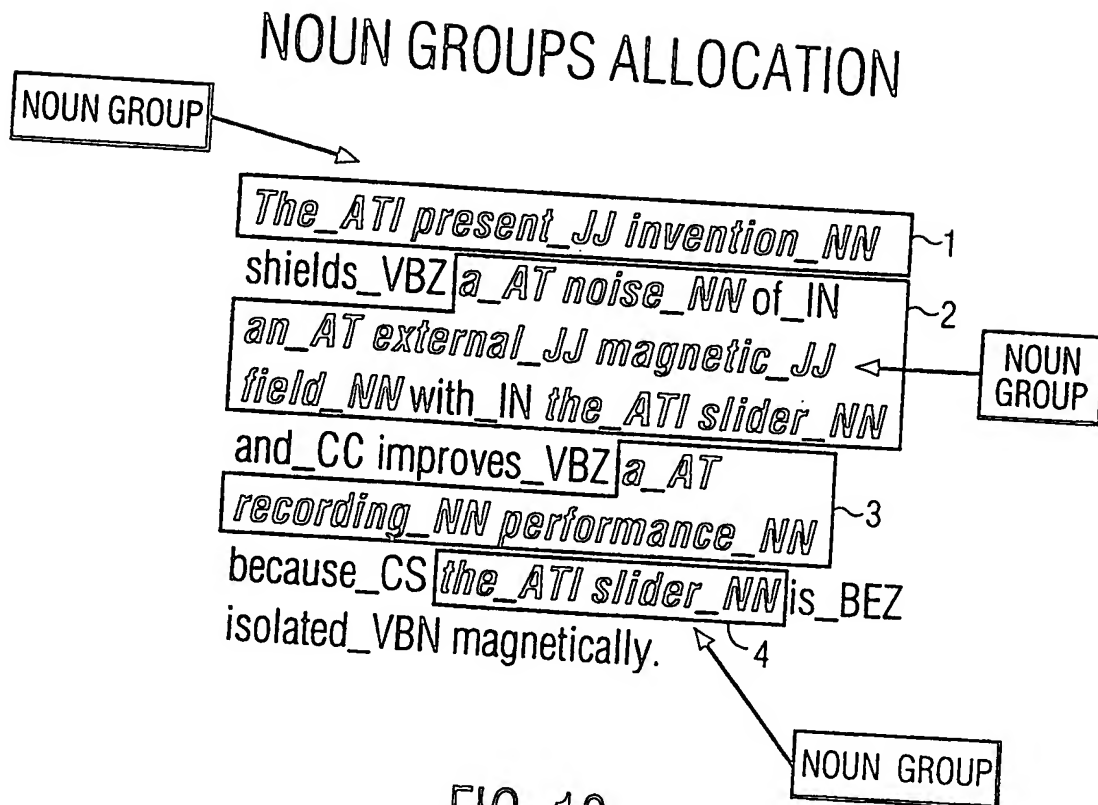 NOUN GROUPS ALLOCATION
NOUN GROUP
The_ATI present_JJ invention_NN
1
shields_VBZ a_AT noise_NN of_IN
2
an_AT external_JJ magnetic_JJ
NOUN
GROUP
field_NN with_IN the_ATI slider_NN
and_CC improves_VBZ a_AT
3
recording_NN performance_NN
because_CS the_ATI slider_NN is_BEZ
4
isolated_VBN magnetically.
NOUN GROUP